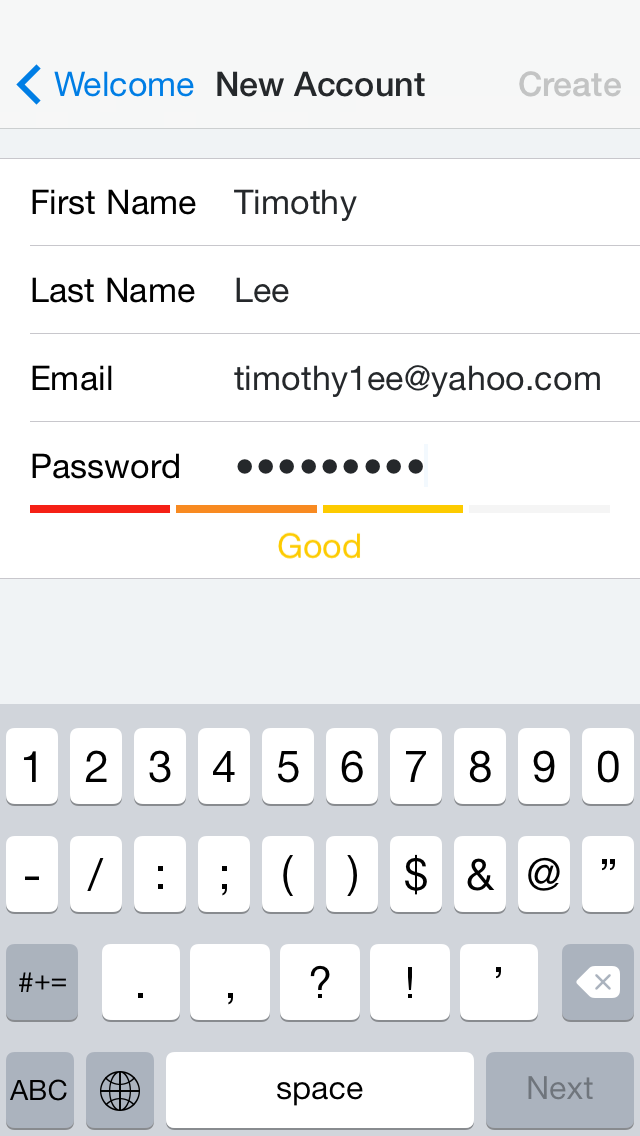 Welcome New Account Create
First Name Timothy
Last Name Lee
Email timothy1ee@yahoo.com
Password •••••••••
Good
1 2 3 4 5 6 7 8 9 0
- / : ; ( ) $ & @ ”
#+= . , ? ! ’
ABC space Next